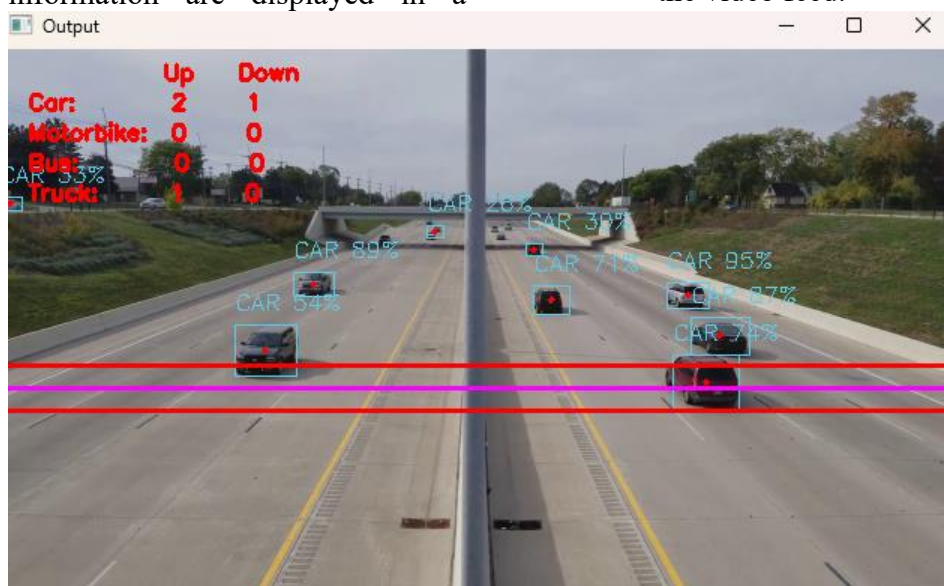 information are displayed in a
the video feed.
Output
Up Down
Car: 2 1
Motorbike: 0 0
Bus: 0 0
CAR 33%
Truck: 1 0
CAR 28%
CAR 39%
CAR 89%
CAR 71%
CAR 95%
CAR 87%
CAR 54%
CAR 74%